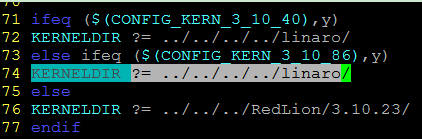 71 ifeq ($(CONFIG_KERN_3_10_40),y)
72 KERNELDIR ?= ../../../../linaro/
73 else ifeq ($(CONFIG_KERN_3_10_86),y)
74 KERNELDIR ?= ../../../../linaro/
75 else
76 KERNELDIR ?= ../../../RedLion/3.10.23/
77 endif